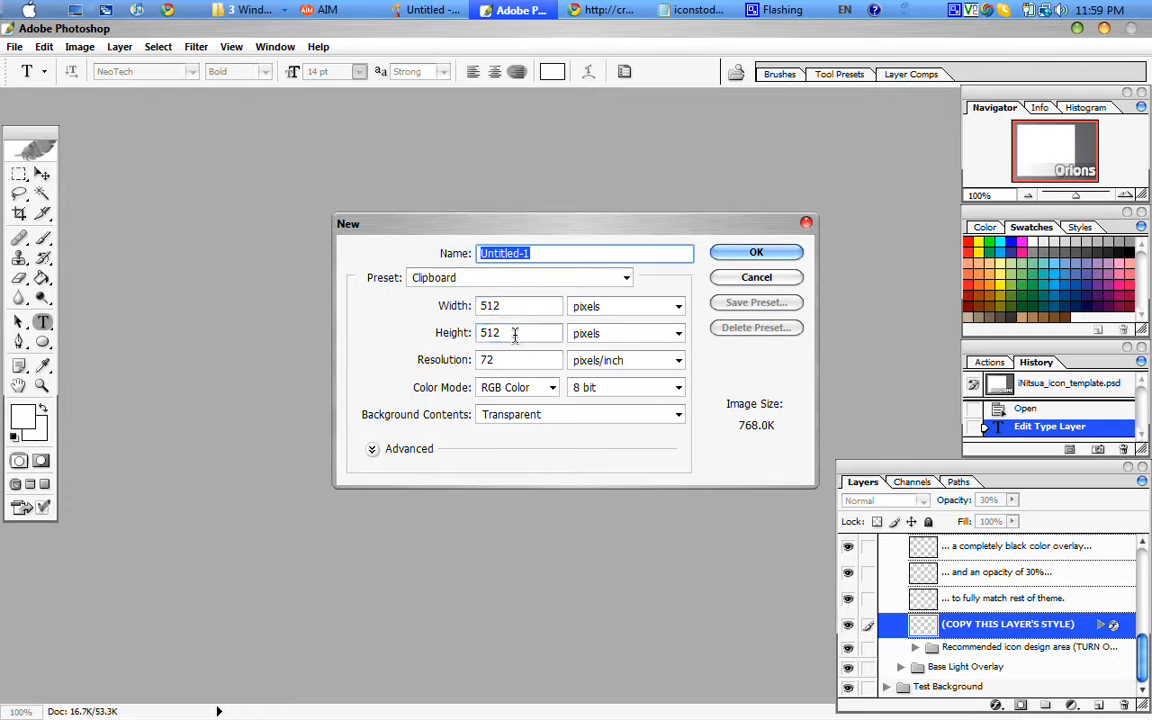 3 Wind...
AIM
Untitled -...
Adobe P...
http://cr...
iconstod...
Flashing
EN
11:59 PM
Adobe Photoshop
File Edit Image Layer Select Filter View Window Help
T NeoTech Bold 14 pt Strong
Brushes Tool Presets Layer Comps
Navigator Info Histogram
Orions
100%
Color Swatches Styles
New
Name: Untitled-1
OK
Preset: Clipboard
Cancel
Width: 512 pixels
Save Preset...
Height: 512 pixels
Delete Preset...
Resolution: 72 pixels/inch
Color Mode: RGB Color 8 bit
Image Size:
768.0K
Background Contents: Transparent
Advanced
Actions History
iNitsua_icon_template.psd
Open
Edit Type Layer
Layers Channels Paths
Normal Opacity: 30%
Lock: Fill: 100%
... a completely black color overlay...
... and an opacity of 30%...
... to fully match rest of theme.
(COPY THIS LAYER'S STYLE)
Recommended icon design area (TURN O...
Base Light Overlay
Test Background
100% Doc: 16.7K/53.3K